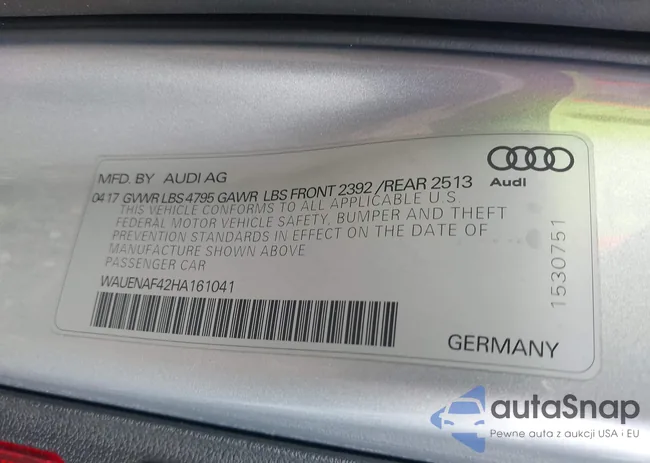 MFD. BY AUDI AG
0417 GVWR LBS 4795 GAWR LBS FRONT 2392 /REAR 2513
THIS VEHICLE CONFORMS TO ALL APPLICABLE U.S
FEDERAL MOTOR VEHICLE SAFETY, BUMPER AND THEFT
PREVENTION STANDARDS IN EFFECT ON THE DATE OF
MANUFACTURE SHOWN ABOVE
PASSENGER CAR
WAUENAF42HA161041
GERMANY
Audi
1530751
autaSnap
Pewne auta z aukcji USA i EU